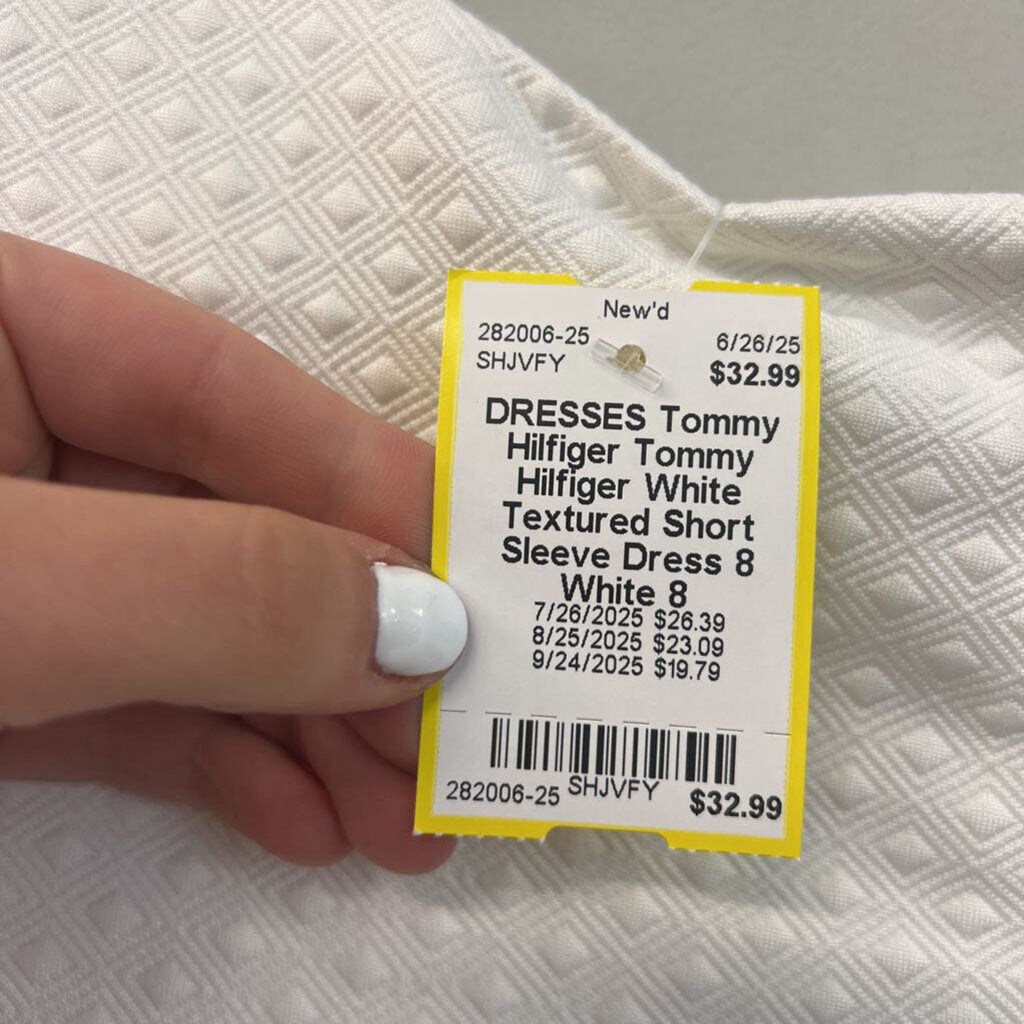 New'd
282006-25 6/26/25
SHJVFY $32.99
DRESSES Tommy
Hilfiger Tommy
Hilfiger White
Textured Short
Sleeve Dress 8
White 8
7/26/2025 $26.39
8/25/2025 $23.09
9/24/2025 $19.79
282006-25 SHJVFY $32.99